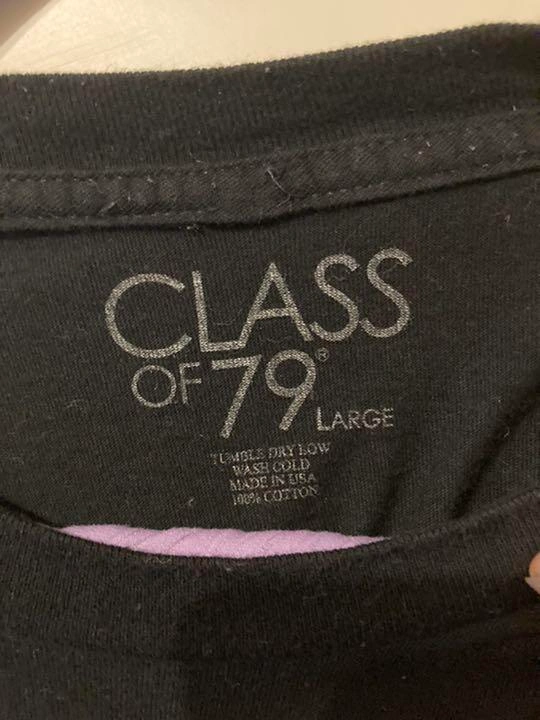 CLASS
OF 79® LARGE
TUMBLE DRY LOW
WASH COLD
MADE IN USA
100% COTTON